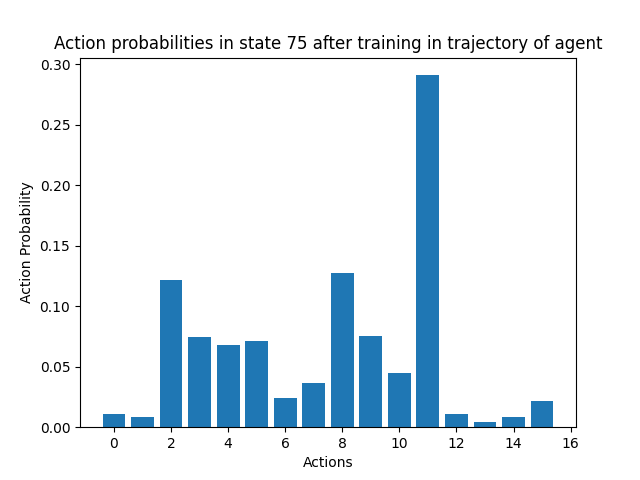 Action probabilities in state 75 after training in trajectory of agent
0.30
0.25
0.20
0.15
0.10
0.05
0.00
Action Probability
0 2 4 6 8 10 12 14 16
Actions